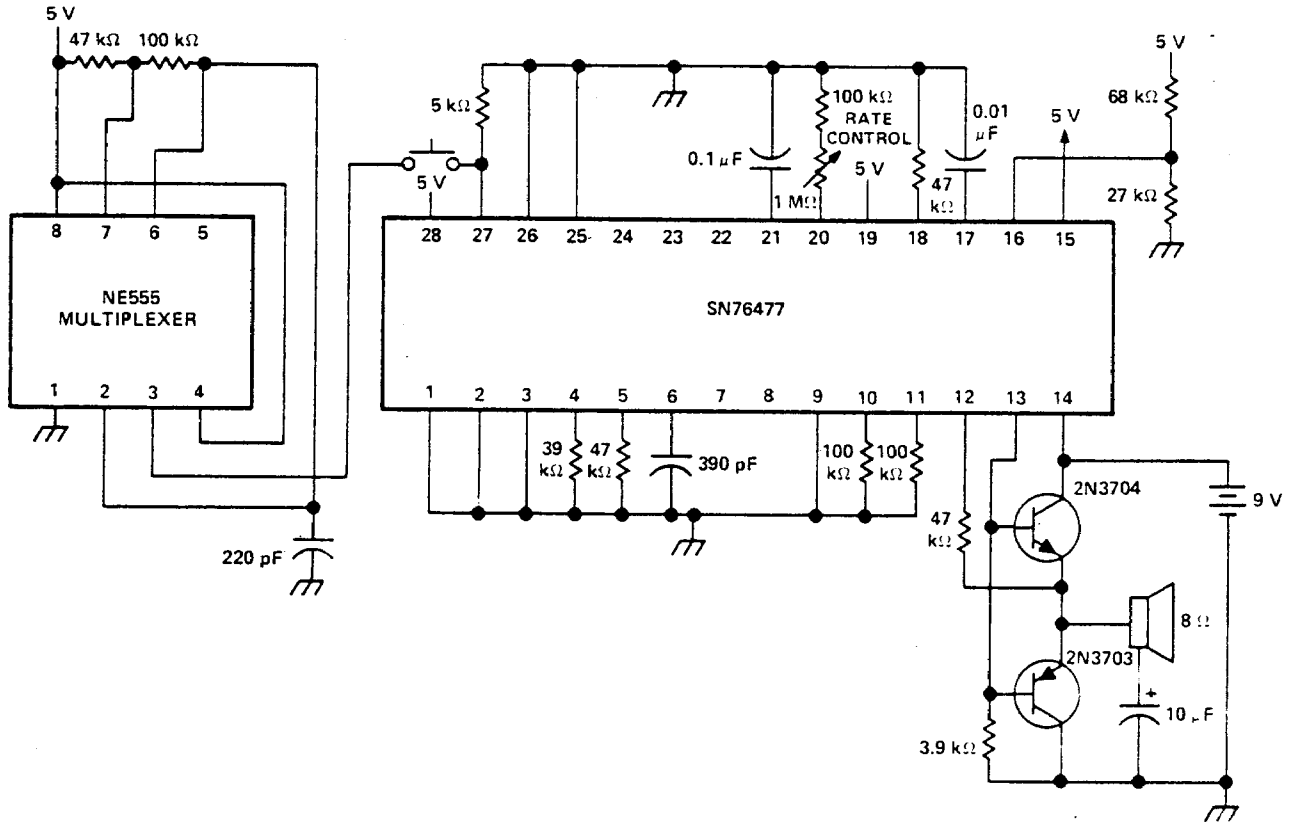 5 V
47 kΩ 100 kΩ
8 7 6 5
NE555
MULTIPLEXER
1 2 3 4
220 pF
5 kΩ
5 V
0.1 µF
100 kΩ
RATE
CONTROL
1 MΩ
5 V
47
kΩ
0.01
µF
5 V
5 V
68 kΩ
27 kΩ
28 27 26 25 24 23 22 21 20 19 18 17 16 15
SN76477
1 2 3 4 5 6 7 8 9 10 11 12 13 14
39
kΩ
47
kΩ
390 pF
100
kΩ
100
kΩ
47
kΩ
2N3704
9 V
8 Ω
2N3703
+
10 µF
3.9 kΩ